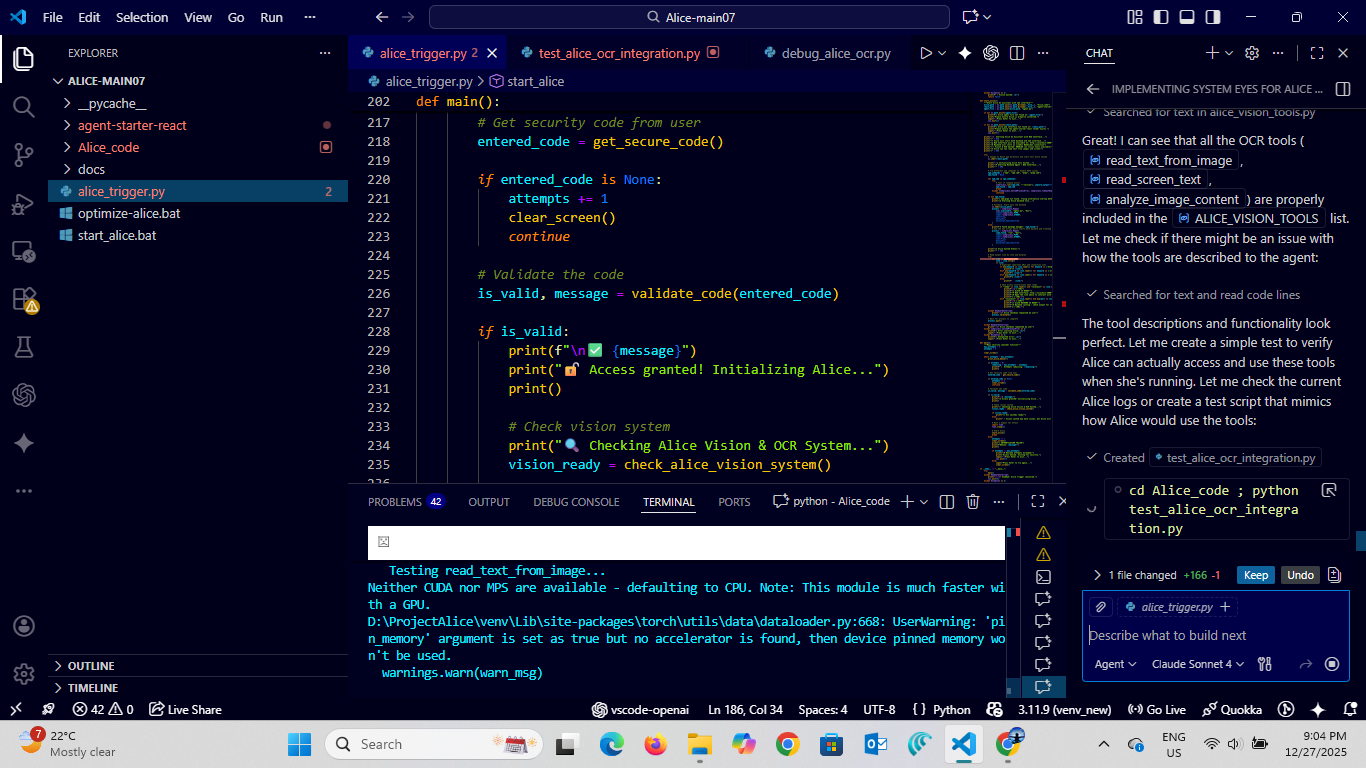 File Edit Selection View Go Run ···
Alice-main07
EXPLORER ···
ALICE-MAIN07
__pycache__
agent-starter-react
Alice_code
docs
alice_trigger.py 2
optimize-alice.bat
start_alice.bat
OUTLINE
TIMELINE
alice_trigger.py 2
test_alice_ocr_integration.py
debug_alice_ocr.py
alice_trigger.py > start_alice
202 def main():
217 # Get security code from user
218 entered_code = get_secure_code()
219
220 if entered_code is None:
221 attempts += 1
222 clear_screen()
223 continue
224
225 # Validate the code
226 is_valid, message = validate_code(entered_code)
227
228 if is_valid:
229 print(f"\n✅ {message}")
230 print("🔓 Access granted! Initializing Alice...")
231 print()
232
233 # Check vision system
234 print("🔍 Checking Alice Vision & OCR System...")
235 vision_ready = check_alice_vision_system()
PROBLEMS 42 OUTPUT DEBUG CONSOLE TERMINAL PORTS python - Alice_code
Testing read_text_from_image...
Neither CUDA nor MPS are available - defaulting to CPU. Note: This module is much faster wi
th a GPU.
D:\ProjectAlice\venv\Lib\site-packages\torch\utils\data\dataloader.py:668: UserWarning: 'pi
n_memory' argument is set as true but no accelerator is found, then device pinned memory wo
n't be used.
warnings.warn(warn_msg)
CHAT
IMPLEMENTING SYSTEM EYES FOR ALICE ...
Searched for text in alice_vision_tools.py
Great! I can see that all the OCR tools (
read_text_from_image ,
read_screen_text ,
analyze_image_content ) are properly
included in the ALICE_VISION_TOOLS list.
Let me check if there might be an issue with
how the tools are described to the agent:
Searched for text and read code lines
The tool descriptions and functionality look
perfect. Let me create a simple test to verify
Alice can actually access and use these tools
when she's running. Let me check the current
Alice logs or create a test script that mimics
how Alice would use the tools:
Created test_alice_ocr_integration.py
cd Alice_code ; python
test_alice_ocr_integra
tion.py
1 file changed +166 -1 Keep Undo
alice_trigger.py
Describe what to build next
Agent Claude Sonnet 4
42 0 Live Share vscode-openai Ln 186, Col 34 Spaces: 4 UTF-8 { } Python 3.11.9 (venv_new) Go Live Quokka
7
22°C
Mostly clear
Search
ENG
US
9:04 PM
12/27/2025